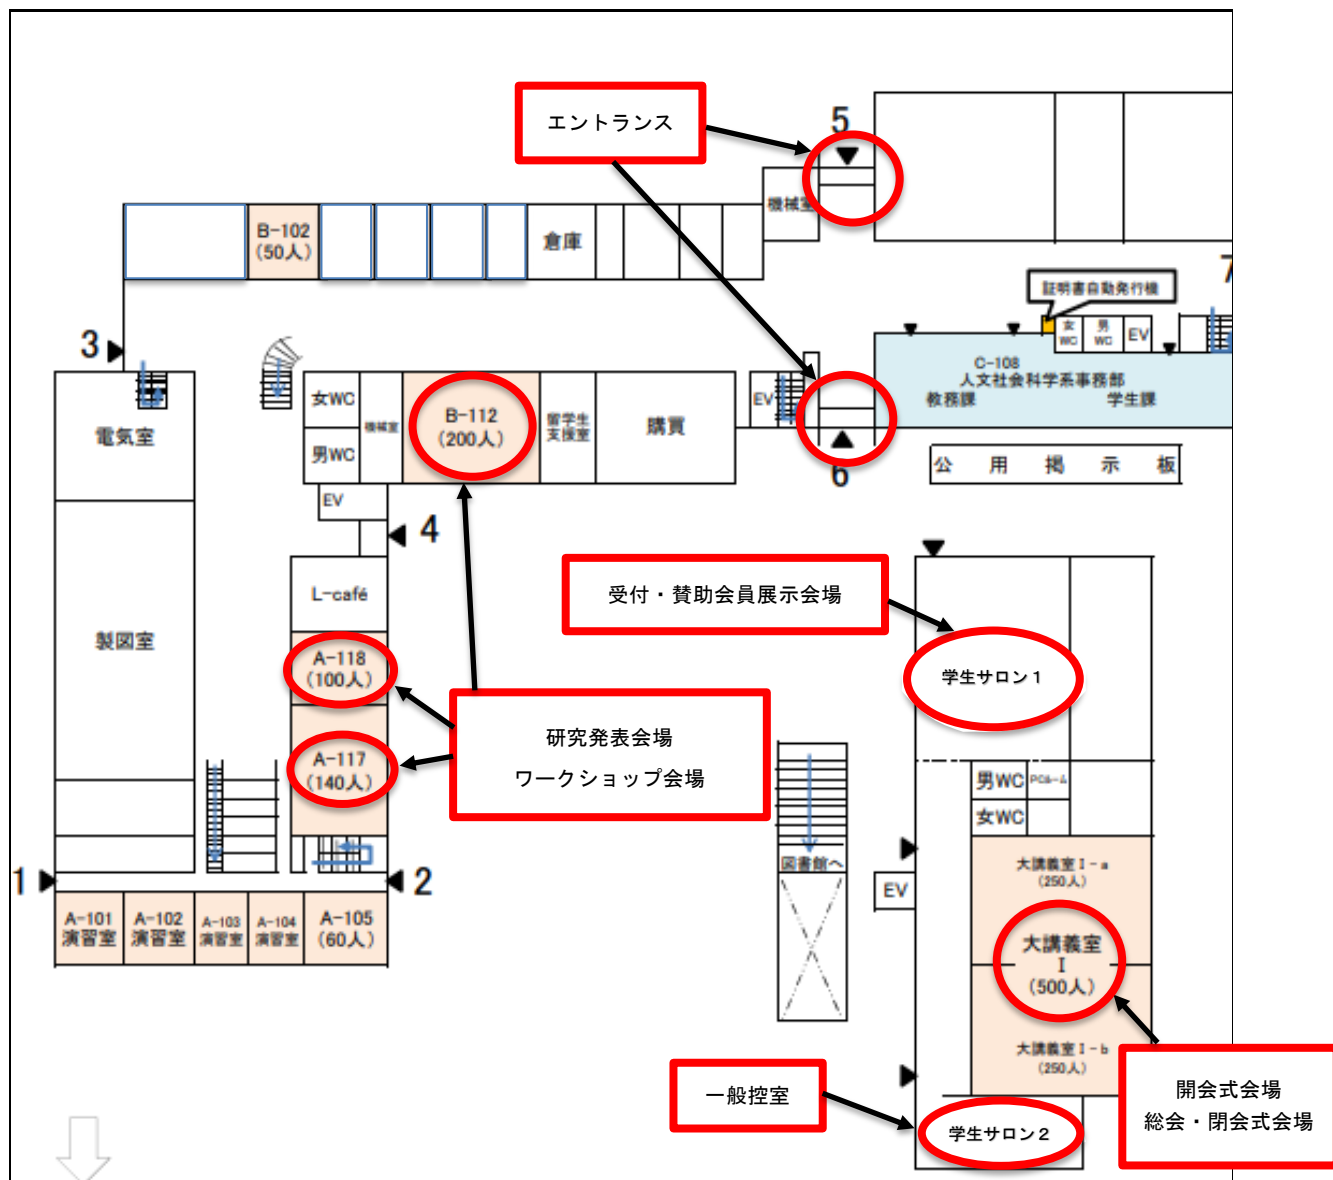 エントランス
5
機械室
B-102
(50人)
倉庫
7
証明書自動発行機
女
WC
男
WC
EV
3
C-108
人文社会科学系事務部
教務課
学生課
女WC
機械室
B-112
(200人)
留学生
支援室
購買
EV
電気室
男WC
6
公用掲示板
EV
4
受付・賛助会員展示会場
L-café
製図室
A-118
(100人)
学生サロン１
研究発表会場
ワークショップ会場
A-117
(140人)
男WC
PCルーム
女WC
図書館へ
大講義室Ⅰ-a
(250人)
1
2
EV
A-101
演習室
A-102
演習室
A-103
演習室
A-104
演習室
A-105
(60人)
大講義室
Ⅰ
(500人)
大講義室Ⅰ-b
(250人)
一般控室
開会式会場
総会・閉会式会場
学生サロン２